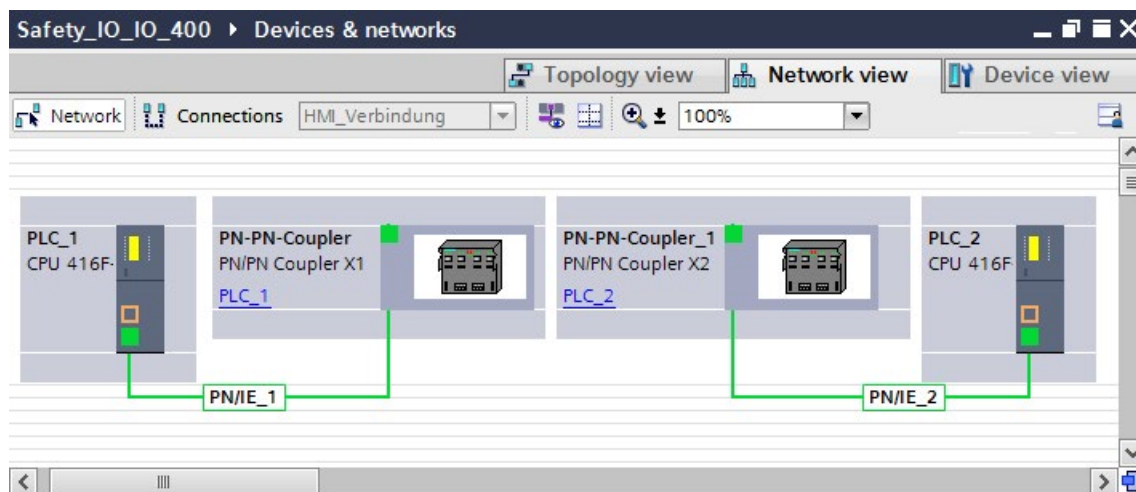 Safety_IO_IO_400 ▸ Devices & networks
Topology view
Network view
Device view
Network
Connections
HMI_Verbindung
100%
PLC_1
CPU 416F-
PN-PN-Coupler
PN/PN Coupler X1
PLC_1
PN-PN-Coupler_1
PN/PN Coupler X2
PLC_2
PLC_2
CPU 416F-
PN/IE_1
PN/IE_2